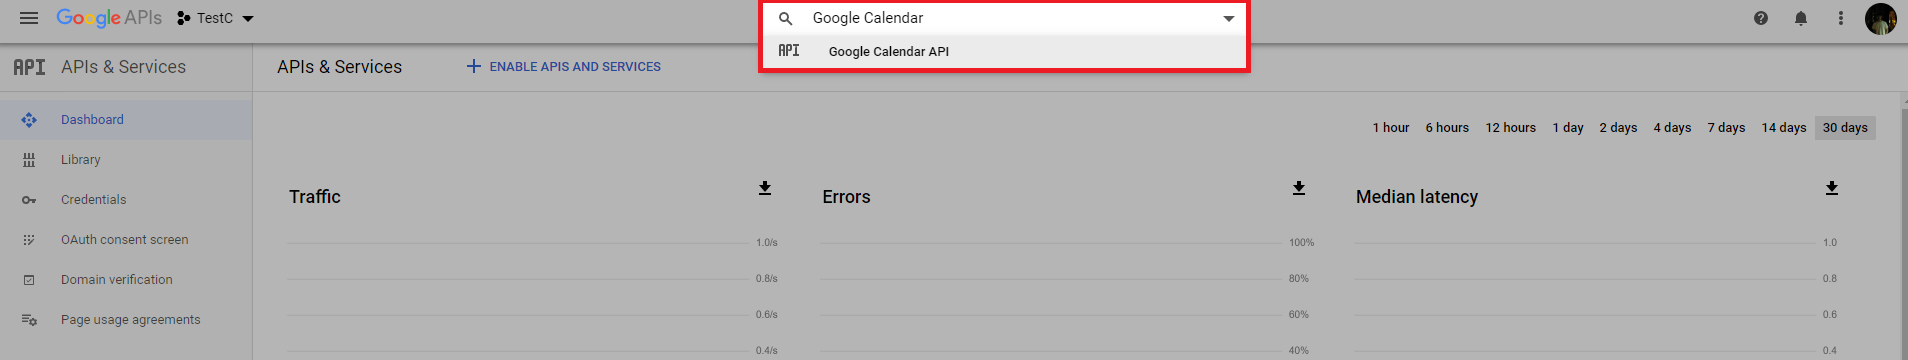 Google APIs
TestC
Google Calendar
API Google Calendar API
API APIs & Services
APIs & Services
ENABLE APIS AND SERVICES
Dashboard
Library
Credentials
OAuth consent screen
Domain verification
Page usage agreements
1 hour 6 hours 12 hours 1 day 2 days 4 days 7 days 14 days 30 days
Traffic
1.0/s
0.8/s
0.6/s
0.4/s
Errors
100%
80%
60%
40%
Median latency
1.0
0.8
0.6
0.4